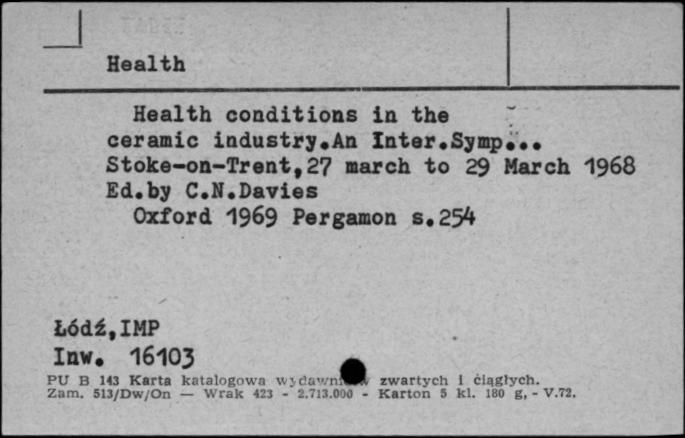 Health
Health conditions in the
ceramic industry.An Inter.Symp...
Stoke-on-Trent,27 march to 29 March 1968
Ed.by C.N.Davies
Oxford 1969 Pergamon s.254
Łódź,IMP
Inw. 16103
PU B 143 Karta katalogowa zwartych i ciągłych.
Zam. 513/Dw/On — Wrak 423 - 2.713.000 - Karton 5 kl. 180 g, - V.72.